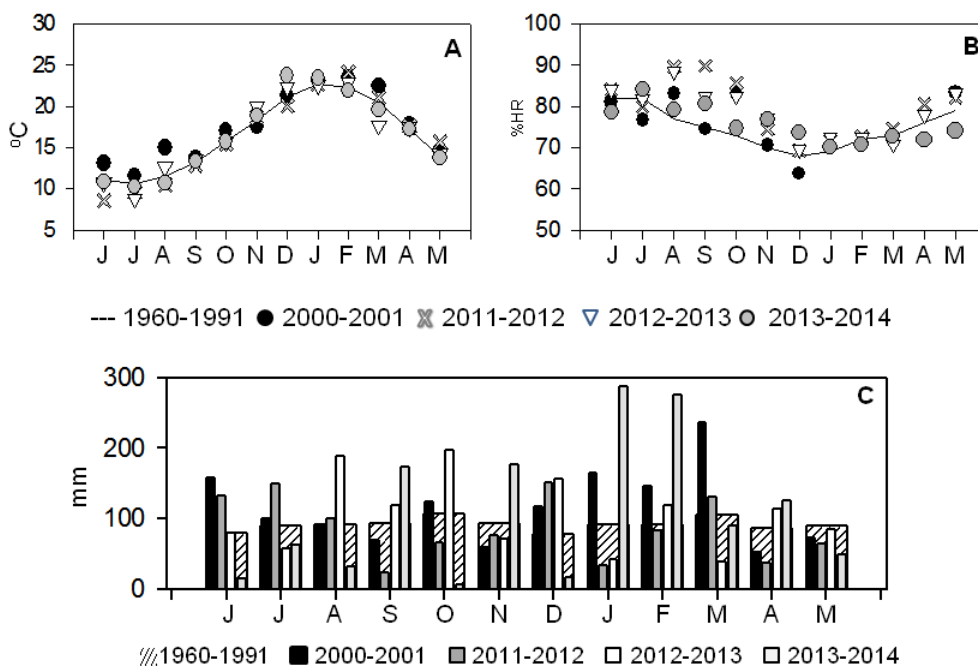 A
30
25
20
15
10
5
ºC
J J A S O N D J F M A M
B
100
90
80
70
60
50
%HR
J J A S O N D J F M A M
--- 1960-1991 2000-2001 2011-2012 2012-2013 2013-2014
C
300
200
100
0
mm
J J A S O N D J F M A M
1960-1991 2000-2001 2011-2012 2012-2013 2013-2014